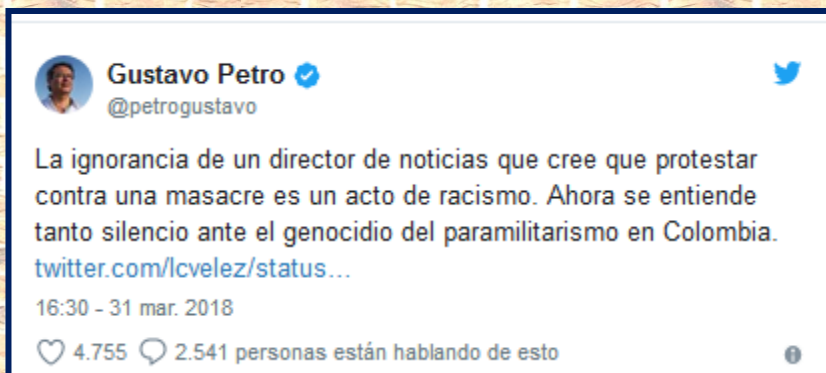 Gustavo Petro
@petrogustavo
La ignorancia de un director de noticias que cree que protestar
contra una masacre es un acto de racismo. Ahora se entiende
tanto silencio ante el genocidio del paramilitarismo en Colombia.
twitter.com/lcvelez/status...
16:30 - 31 mar. 2018
4.755 2.541 personas están hablando de esto